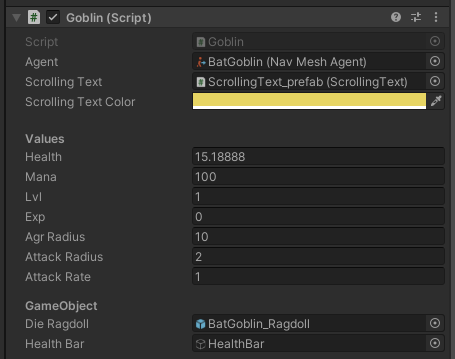 Goblin (Script)
Script Goblin
Agent BatGoblin (Nav Mesh Agent)
Scrolling Text ScrollingText_prefab (ScrollingText)
Scrolling Text Color
Values
Health 15.18888
Mana 100
Lvl 1
Exp 0
Agr Radius 10
Attack Radius 2
Attack Rate 1
GameObject
Die Ragdoll BatGoblin_Ragdoll
Health Bar HealthBar